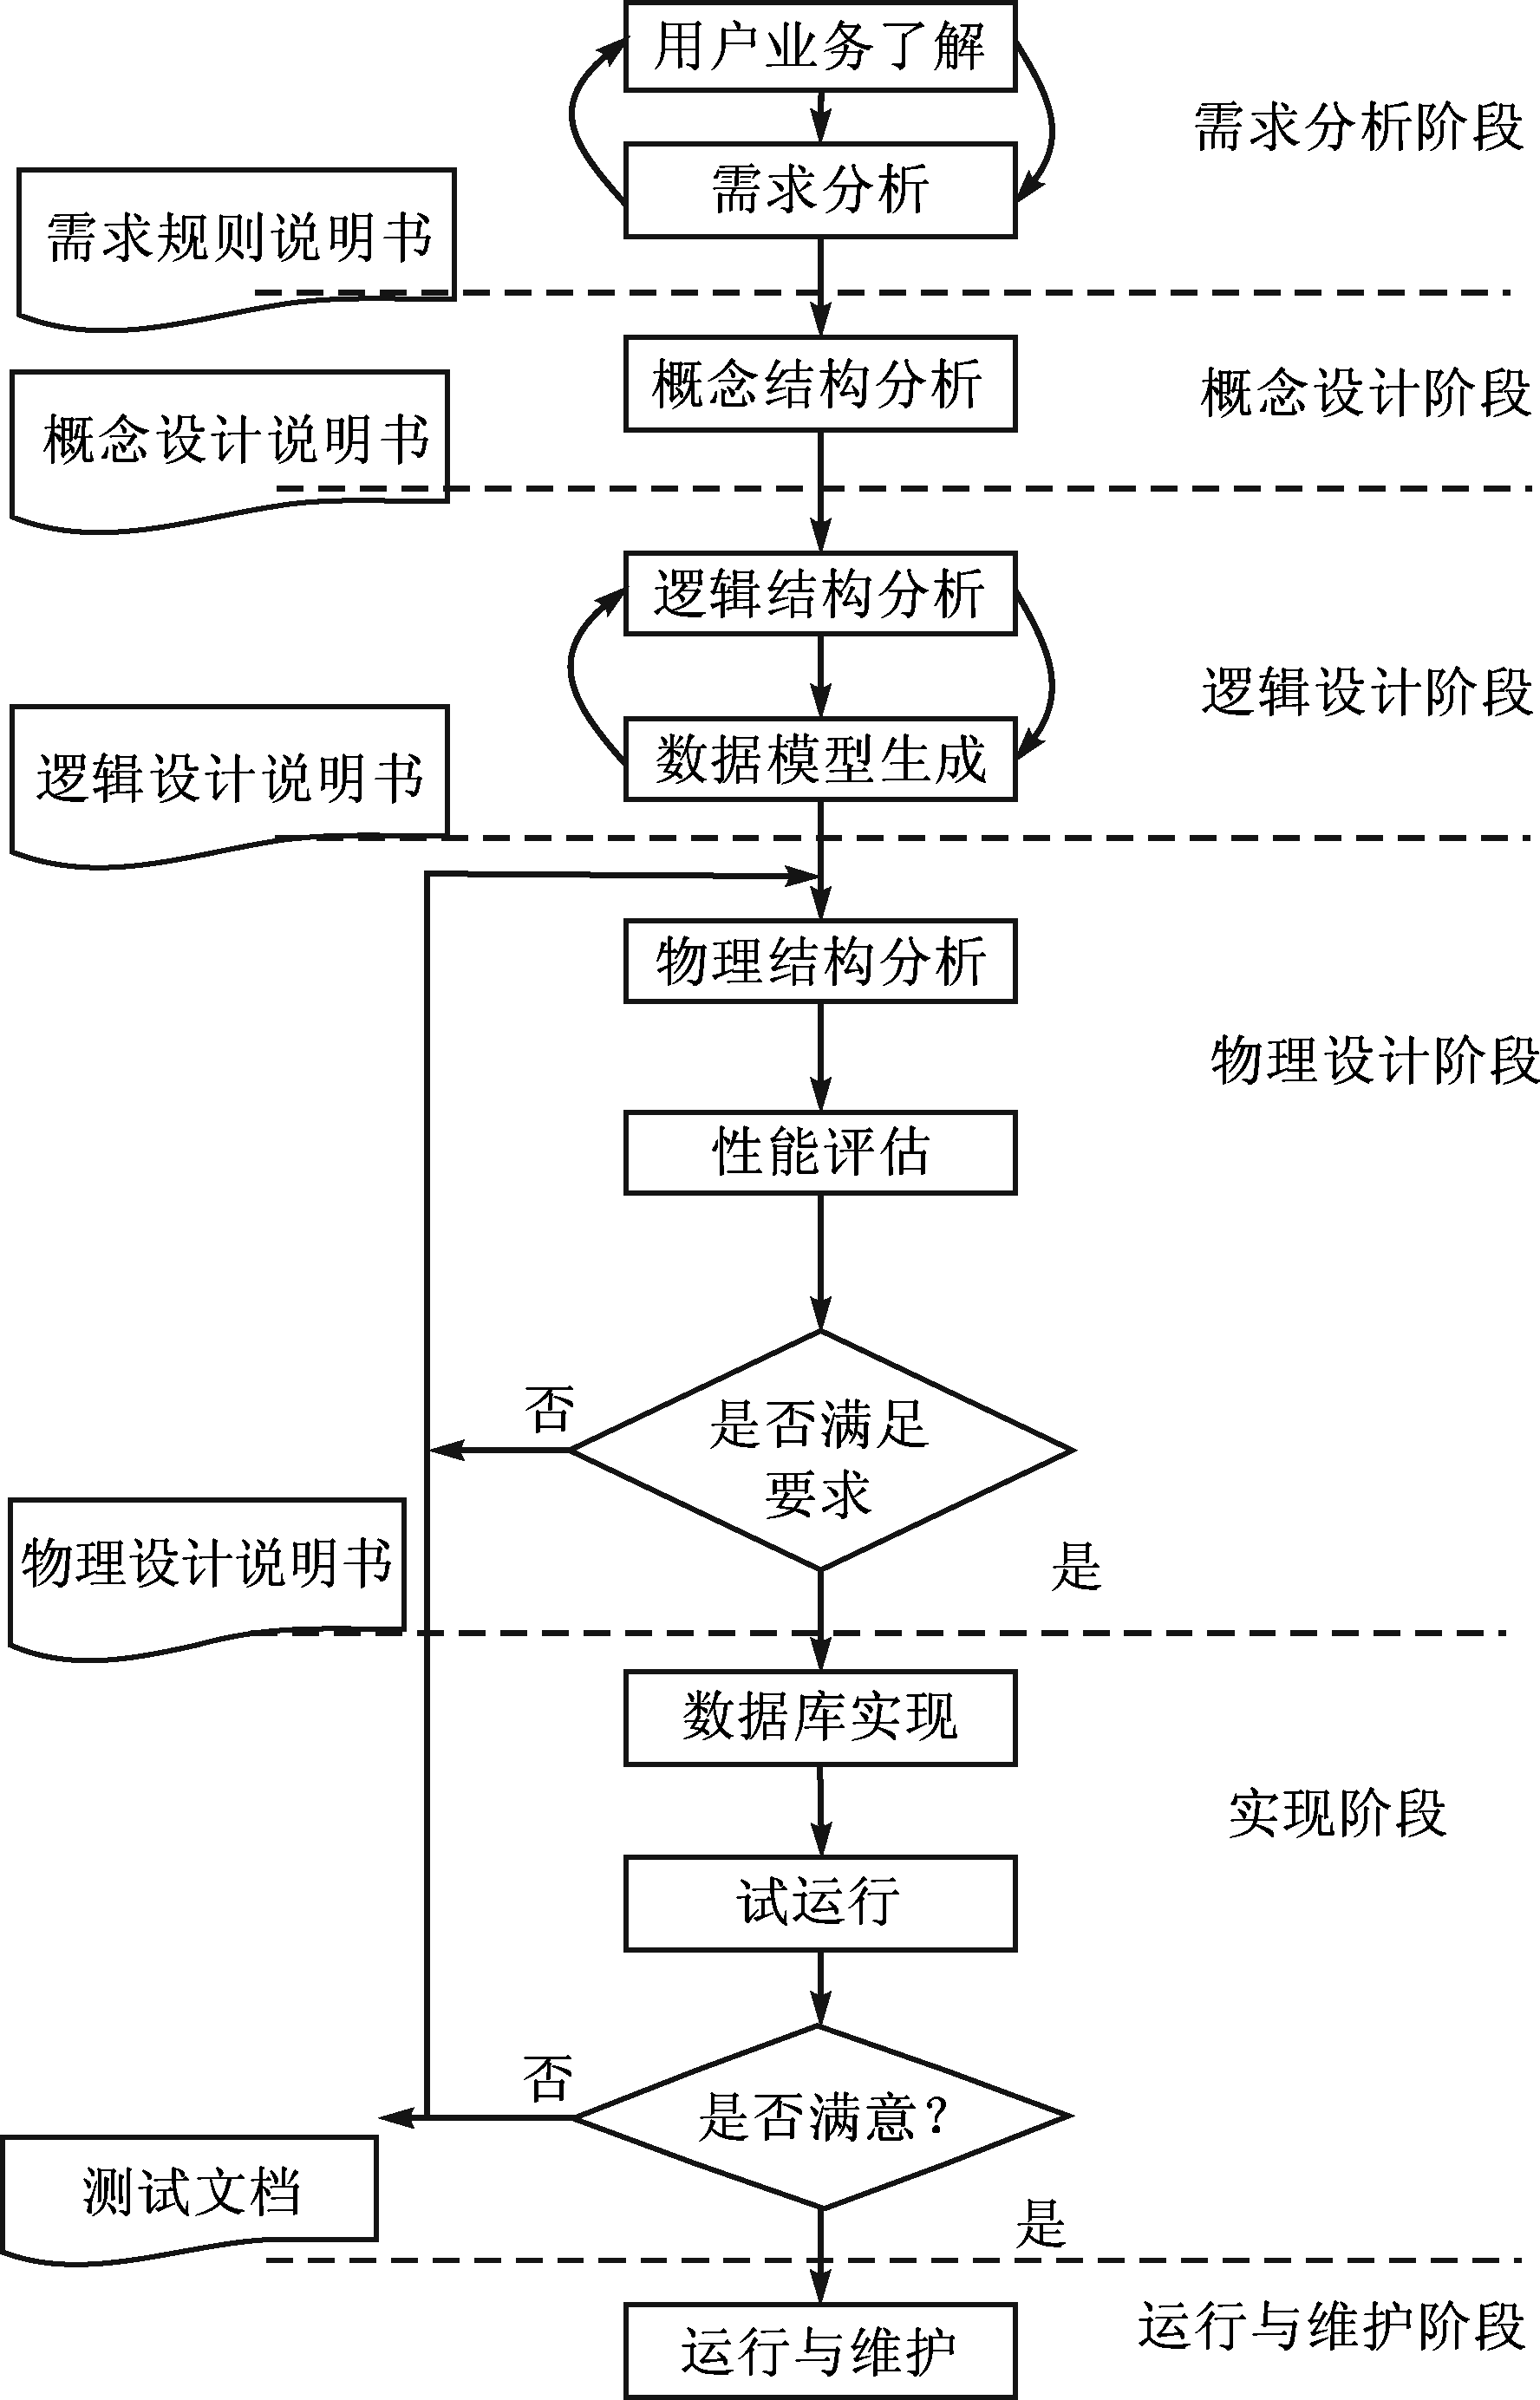 用户业务了解
需求分析阶段
需求分析
需求规则说明书
概念结构分析
概念设计阶段
概念设计说明书
逻辑结构分析
逻辑设计阶段
数据模型生成
逻辑设计说明书
物理结构分析
物理设计阶段
性能评估
否
是否满足
要求
物理设计说明书
是
数据库实现
实现阶段
试运行
否
是否满意？
测试文档
是
运行与维护阶段
运行与维护